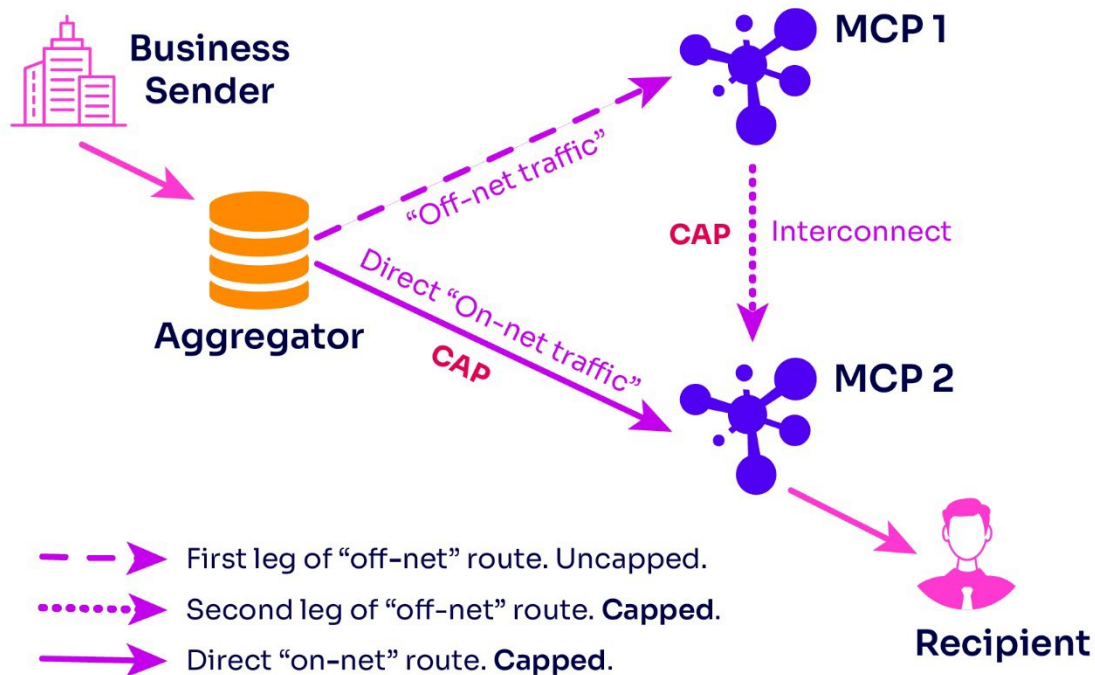 Business
Sender
MCP 1
“Off-net traffic”
CAP
Interconnect
Direct “On-net traffic”
CAP
Aggregator
MCP 2
First leg of “off-net” route. Uncapped.
Second leg of “off-net” route. Capped.
Direct “on-net” route. Capped.
Recipient